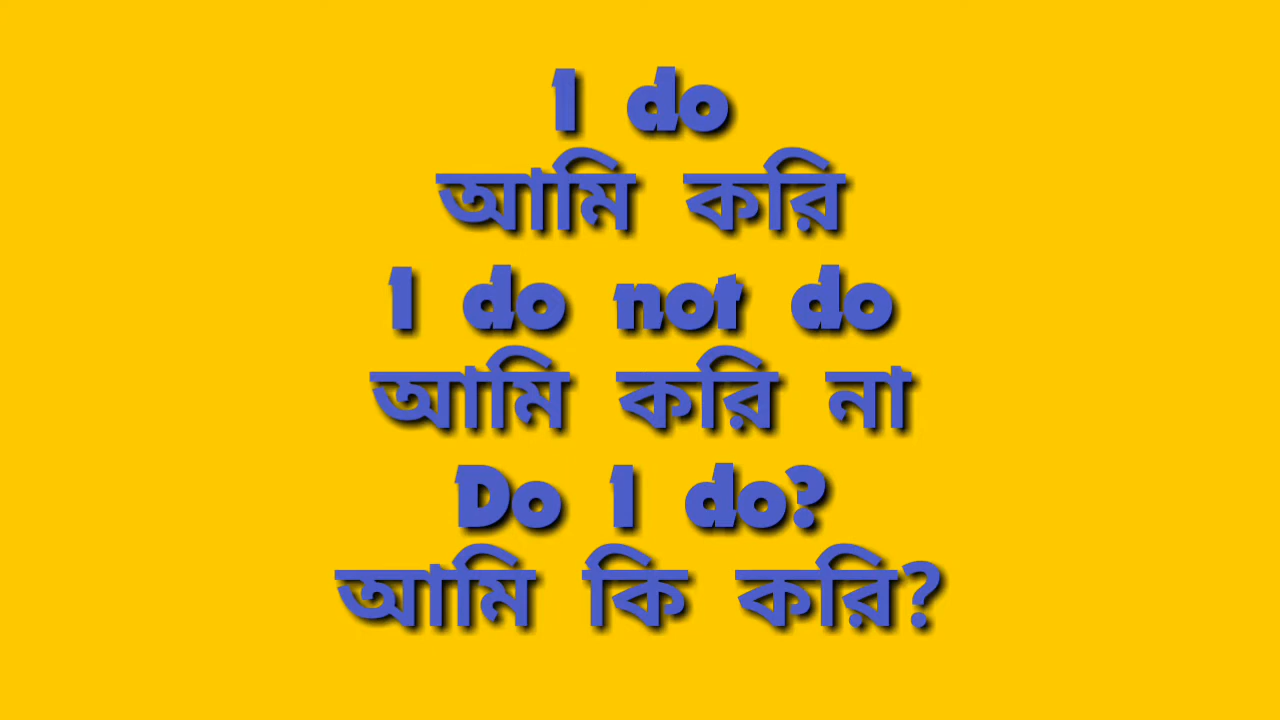 I do
আমি করি
I do not do
আমি করি না
Do I do?
আমি কি করি?